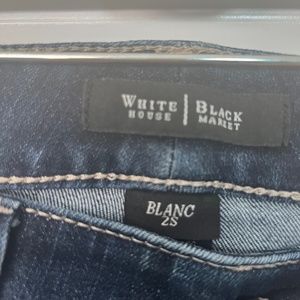 WHITE | BLACK
HOUSE | MARKET
BLANC
2S